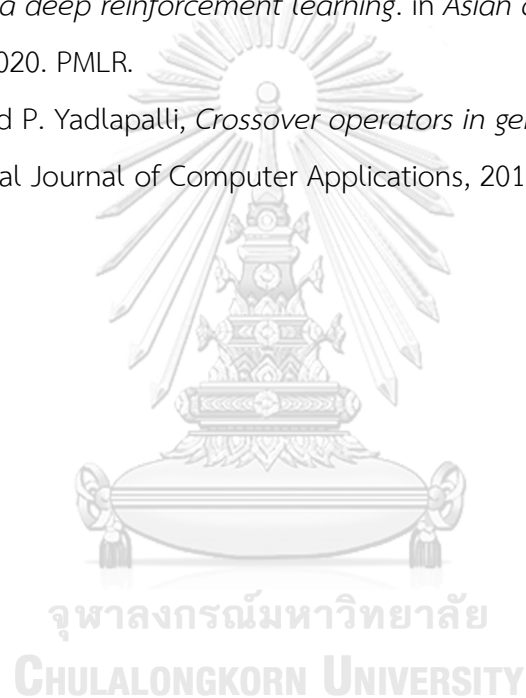 a deep reinforcement learning. in Asian
020. PMLR.
d P. Yadlapalli, Crossover operators in
al Journal of Computer Applications, 201
จุฬาลงกรณ์มหาวิทยาลัย
CHULALONGKORN UNIVERSITY